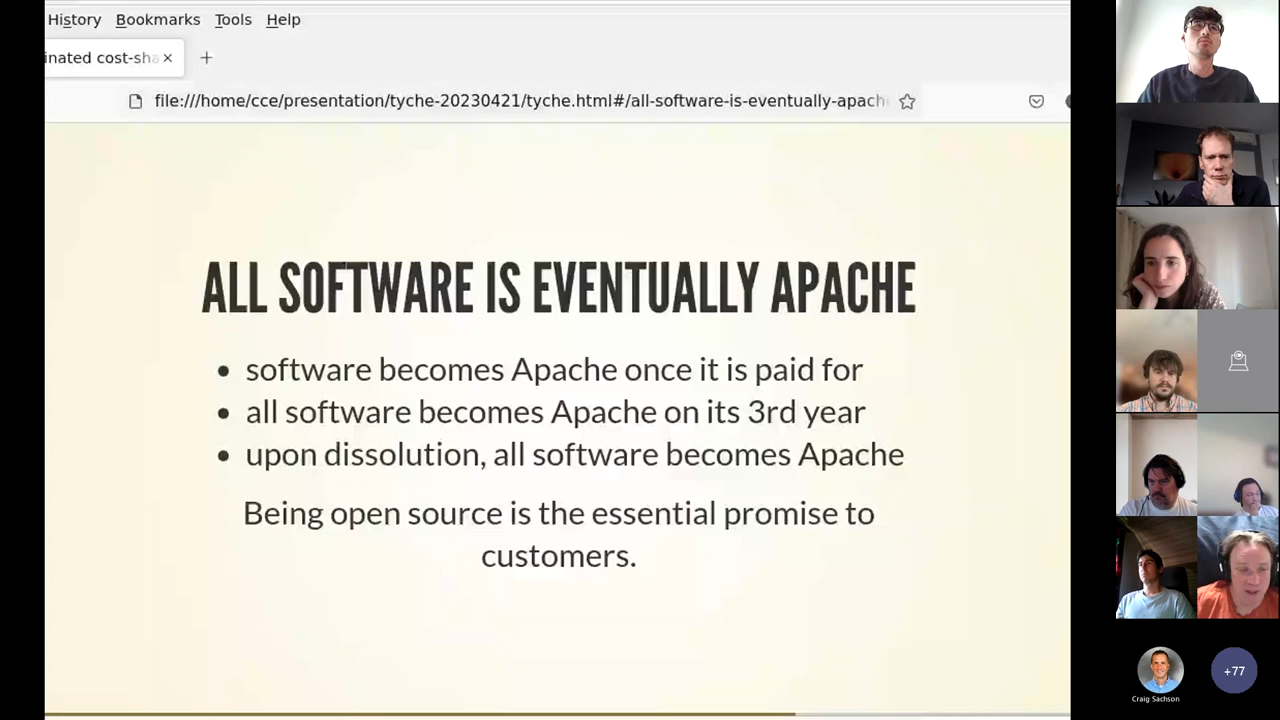 History Bookmarks Tools Help
inated cost-sha
file:///home/cce/presentation/tyche-20230421/tyche.html#/all-software-is-eventually-apach
ALL SOFTWARE IS EVENTUALLY APACHE
• software becomes Apache once it is paid for
• all software becomes Apache on its 3rd year
• upon dissolution, all software becomes Apache
Being open source is the essential promise to
customers.
Craig Sachson
+77